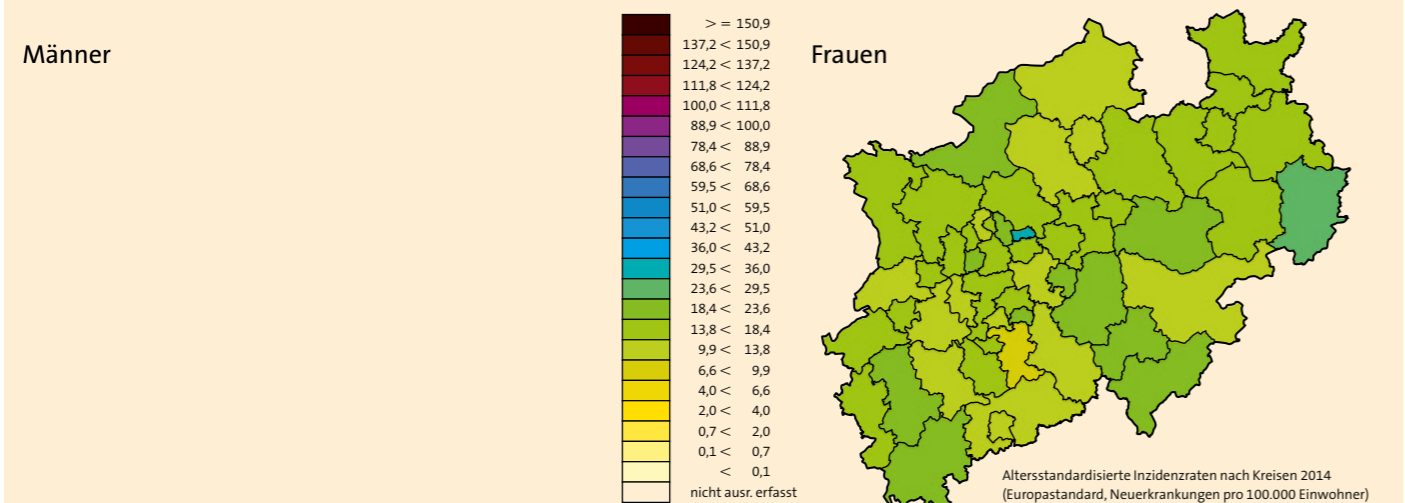 Männer
> = 150,9
137,2 < 150,9
124,2 < 137,2
111,8 < 124,2
100,0 < 111,8
88,9 < 100,0
78,4 < 88,9
68,6 < 78,4
59,5 < 68,6
51,0 < 59,5
43,2 < 51,0
36,0 < 43,2
29,5 < 36,0
23,6 < 29,5
18,4 < 23,6
13,8 < 18,4
9,9 < 13,8
6,6 < 9,9
4,0 < 6,6
2,0 < 4,0
0,7 < 2,0
0,1 < 0,7
< 0,1
nicht ausr. erfasst
Frauen
Altersstandardisierte Inzidenzraten nach Kreisen 2014
(Europastandard, Neuerkrankungen pro 100.000 Einwohner)